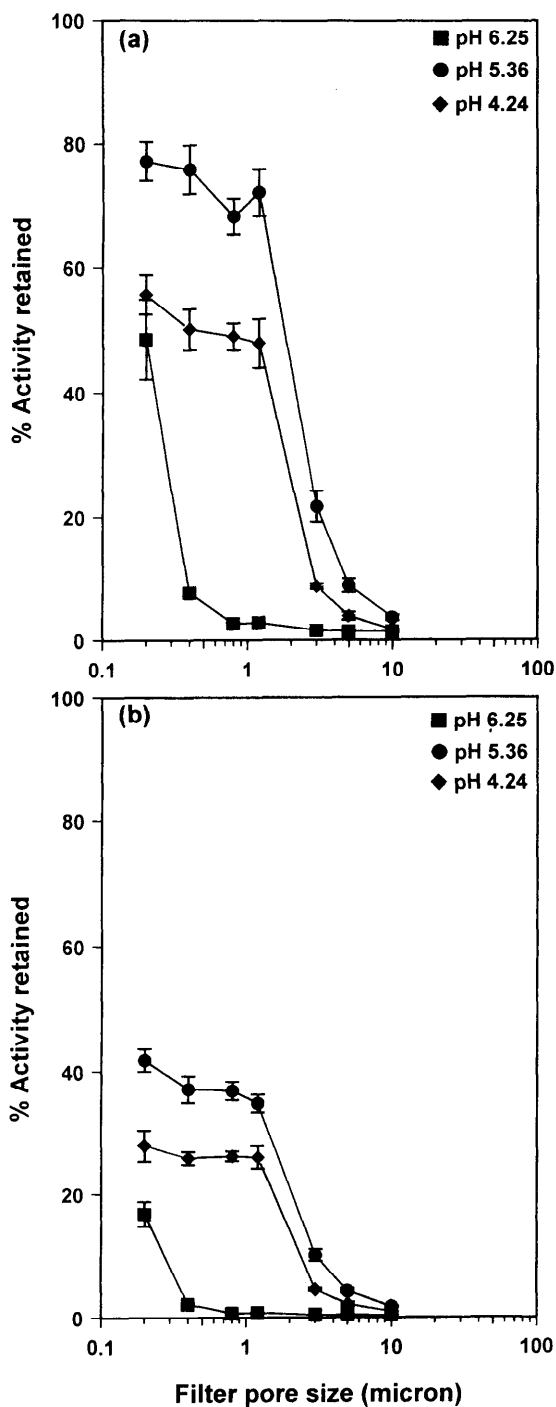 (a)
pH 6.25
pH 5.36
pH 4.24
% Activity retained
100
80
60
40
20
0
0.1
1
10
100
(b)
pH 6.25
pH 5.36
pH 4.24
% Activity retained
100
80
60
40
20
0
0.1
1
10
100
Filter pore size (micron)